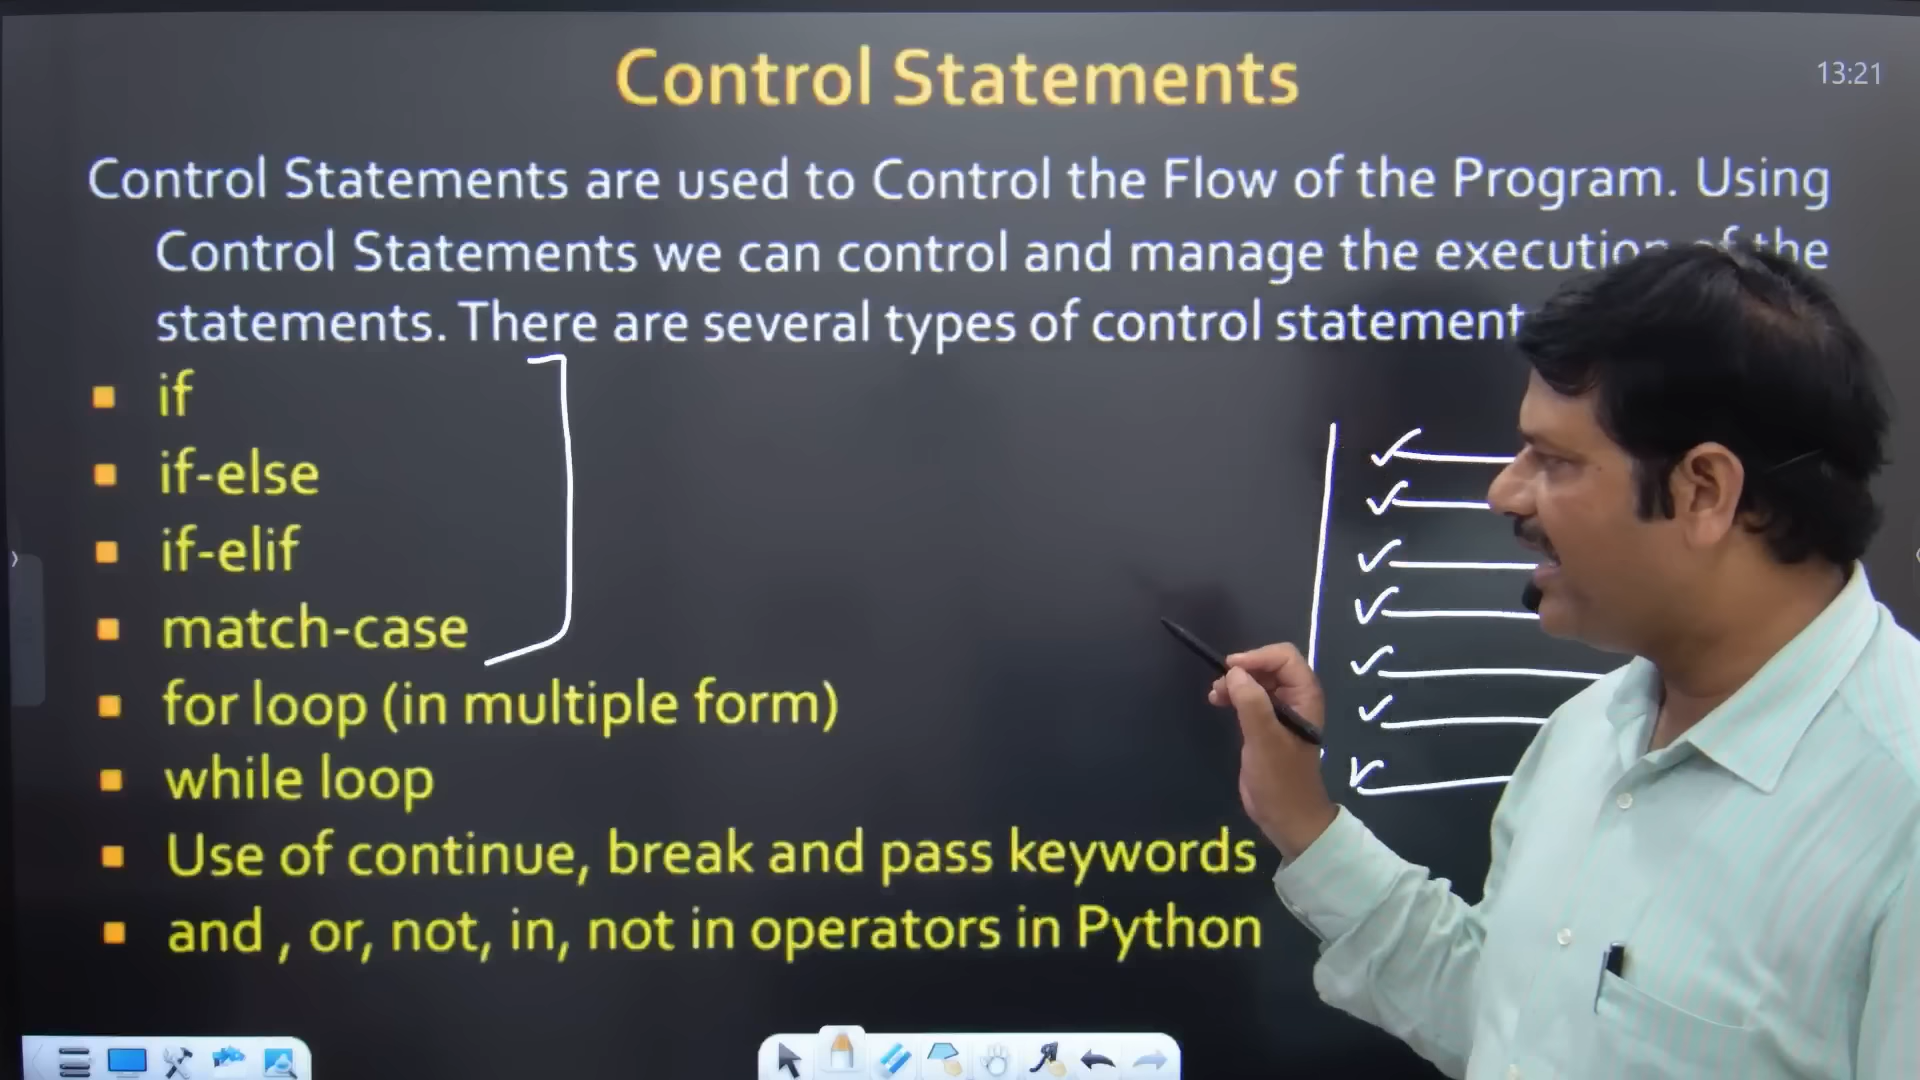 Control Statements
13:21
Control Statements are used to Control the Flow of the Program. Using
Control Statements we can control and manage the execution of the
statements. There are several types of control statement
if
if-else
if-elif
match-case
for loop (in multiple form)
while loop
Use of continue, break and pass keywords
and , or, not, in, not in operators in Python